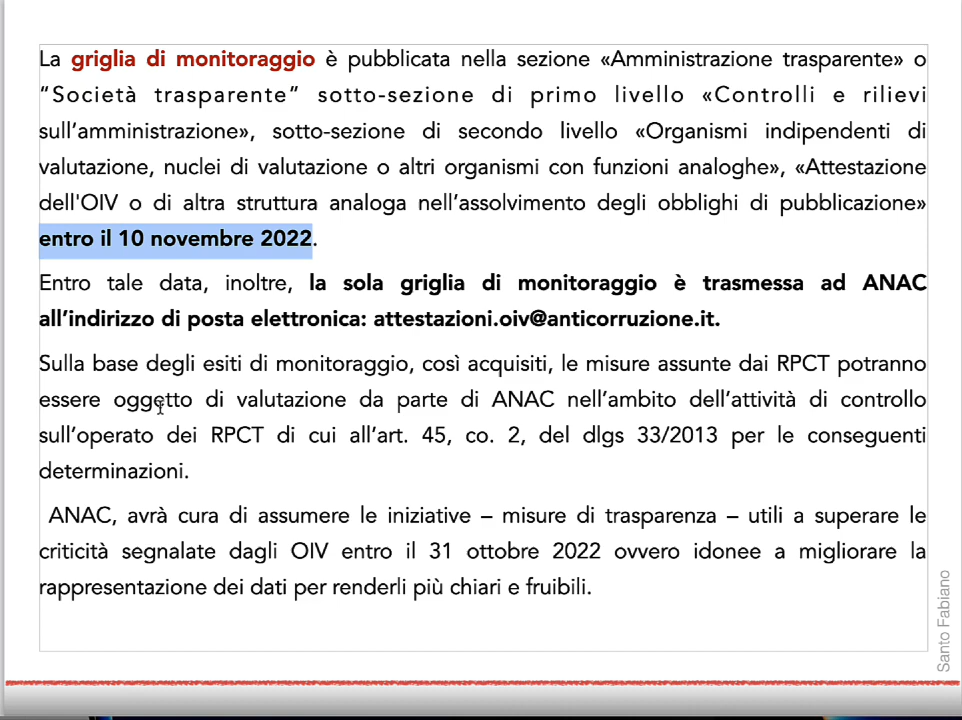 La griglia di monitoraggio è pubblicata nella sezione «Amministrazione trasparente» o
“Società trasparente” sotto-sezione di primo livello «Controlli e rilievi
sull’amministrazione», sotto-sezione di secondo livello «Organismi indipendenti di
valutazione, nuclei di valutazione o altri organismi con funzioni analoghe», «Attestazione
dell'OIV o di altra struttura analoga nell’assolvimento degli obblighi di pubblicazione»
entro il 10 novembre 2022.
Entro tale data, inoltre, la sola griglia di monitoraggio è trasmessa ad ANAC
all’indirizzo di posta elettronica: attestazioni.oiv@anticorruzione.it.
Sulla base degli esiti di monitoraggio, così acquisiti, le misure assunte dai RPCT potranno
essere oggetto di valutazione da parte di ANAC nell’ambito dell’attività di controllo
sull’operato dei RPCT di cui all’art. 45, co. 2, del dlgs 33/2013 per le conseguenti
determinazioni.
ANAC, avrà cura di assumere le iniziative – misure di trasparenza – utili a superare le
criticità segnalate dagli OIV entro il 31 ottobre 2022 ovvero idonee a migliorare la
rappresentazione dei dati per renderli più chiari e fruibili.
Santo Fabiano